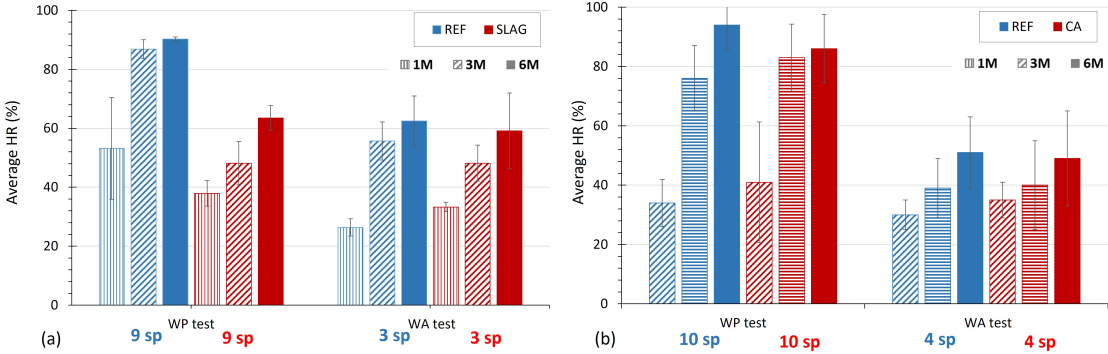 100
80
60
40
20
0
Average HR (%)
REF SLAG
1M 3M 6M
WP test WA test
(a) 9 sp 9 sp 3 sp 3 sp
100
80
60
40
20
0
Average HR (%)
REF CA
1M 3M 6M
WP test WA test
(b) 10 sp 10 sp 4 sp 4 sp